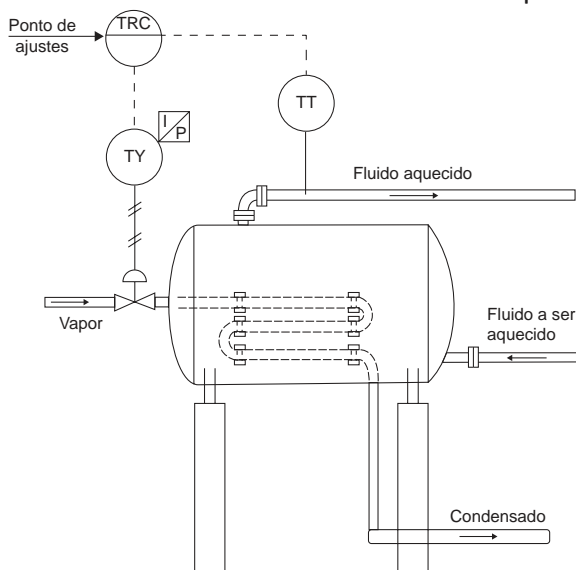 Ponto de
ajustes
TRC
TT
I
P
TY
Fluido aquecido
Vapor
Fluido a ser
aquecido
Condensado